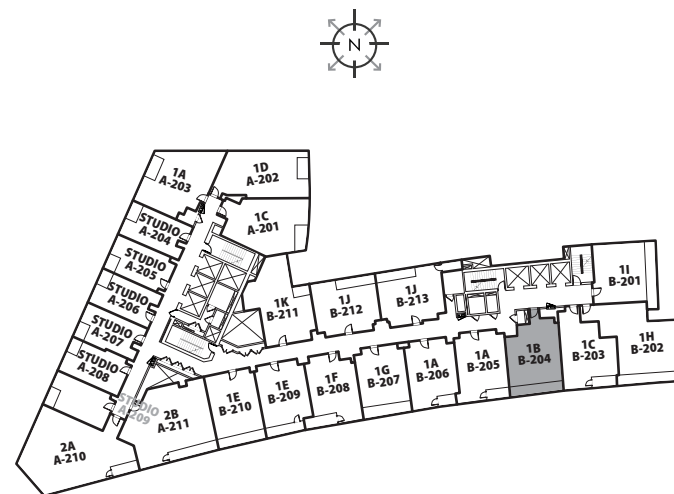 N
1D
A-202
1A
A-203
1C
A-201
STUDIO
A-204
STUDIO
A-205
STUDIO
A-206
STUDIO
A-207
STUDIO
A-208
STUDIO
A-209
2A
A-210
2B
A-211
1K
B-211
1J
B-212
1J
B-213
1I
B-201
1E
B-210
1E
B-209
1F
B-208
1G
B-207
1A
B-206
1A
B-205
1B
B-204
1C
B-203
1H
B-202